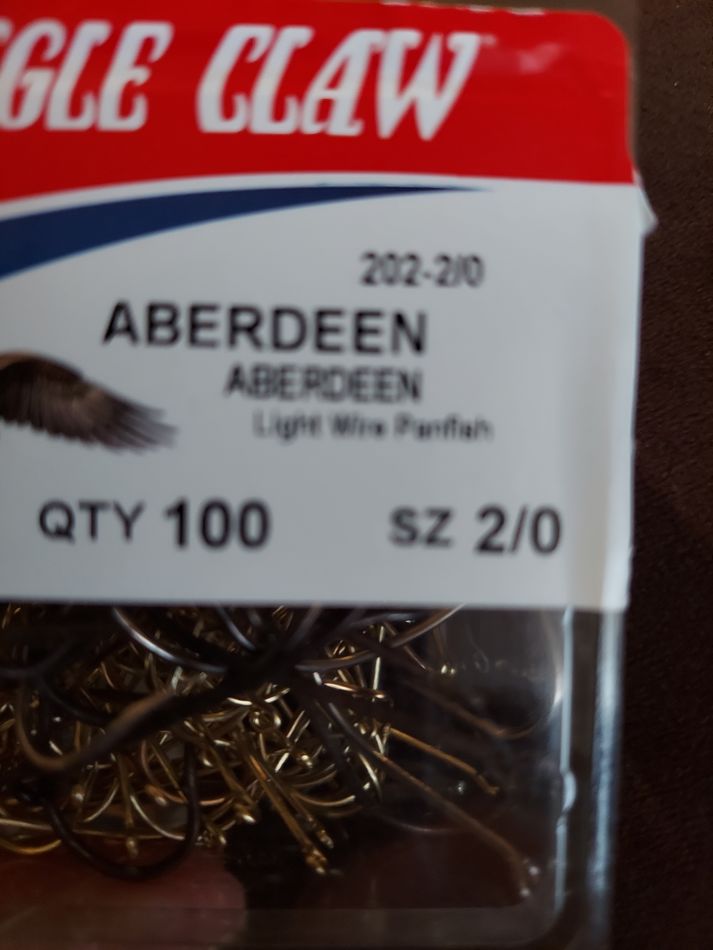 GLE CLAW
202-2/0
ABERDEEN
ABERDEEN
Light Wire Panfish
QTY 100 SZ 2/0